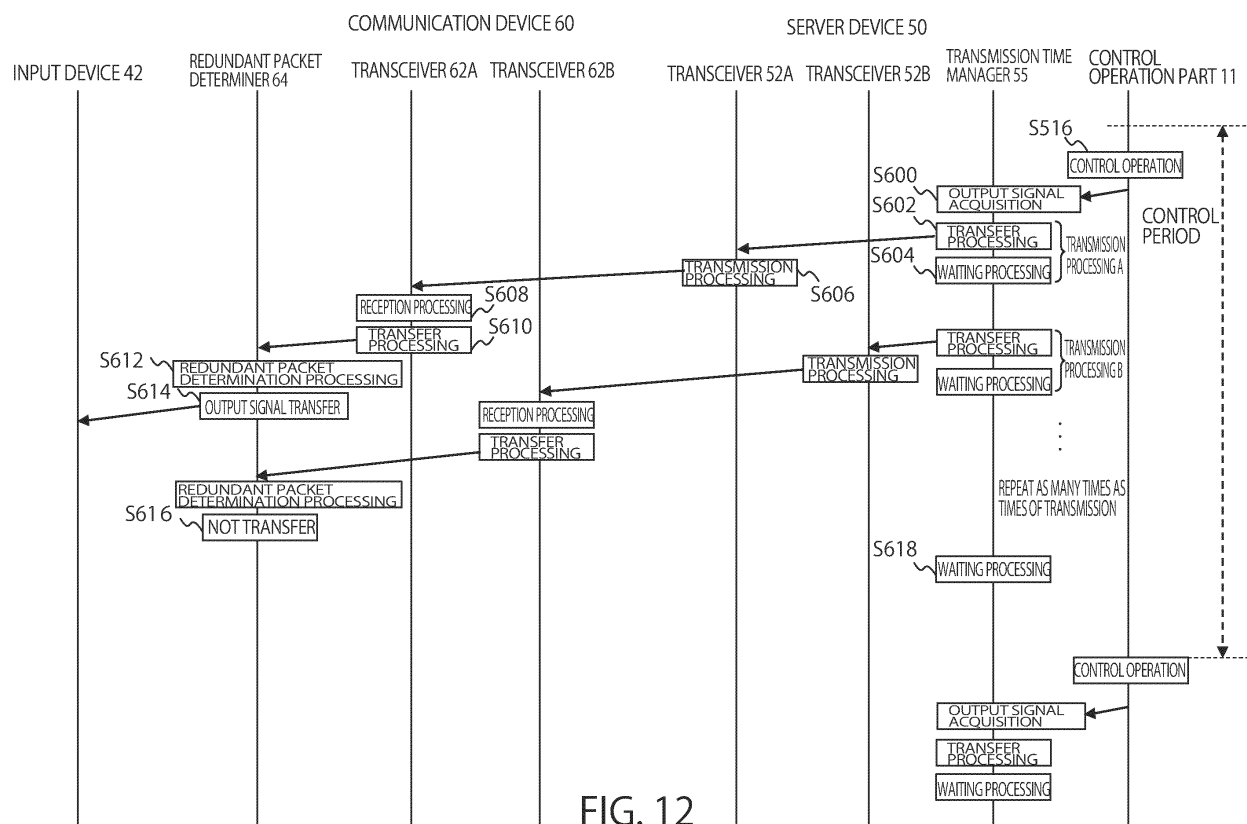 COMMUNICATION DEVICE 60
SERVER DEVICE 50
INPUT DEVICE 42
REDUNDANT PACKET
DETERMINER 64
TRANSCEIVER 62A
TRANSCEIVER 62B
TRANSCEIVER 52A
TRANSCEIVER 52B
TRANSMISSION TIME
MANAGER 55
CONTROL
OPERATION PART 11
S516
CONTROL OPERATION
S600
OUTPUT SIGNAL
ACQUISITION
CONTROL
PERIOD
S602
TRANSFER
PROCESSING
TRANSMISSION
PROCESSING A
S604
WAITING PROCESSING
TRANSMISSION
PROCESSING
S606
RECEPTION PROCESSING
S608
TRANSFER
PROCESSING
S610
TRANSFER
PROCESSING
TRANSMISSION
PROCESSING B
S612
REDUNDANT PACKET
DETERMINATION PROCESSING
TRANSMISSION
PROCESSING
WAITING PROCESSING
S614
OUTPUT SIGNAL TRANSFER
RECEPTION PROCESSING
TRANSFER
PROCESSING
REDUNDANT PACKET
DETERMINATION PROCESSING
REPEAT AS MANY TIMES AS
TIMES OF TRANSMISSION
S616
NOT TRANSFER
S618
WAITING PROCESSING
CONTROL OPERATION
OUTPUT SIGNAL
ACQUISITION
TRANSFER
PROCESSING
WAITING PROCESSING
FIG. 12